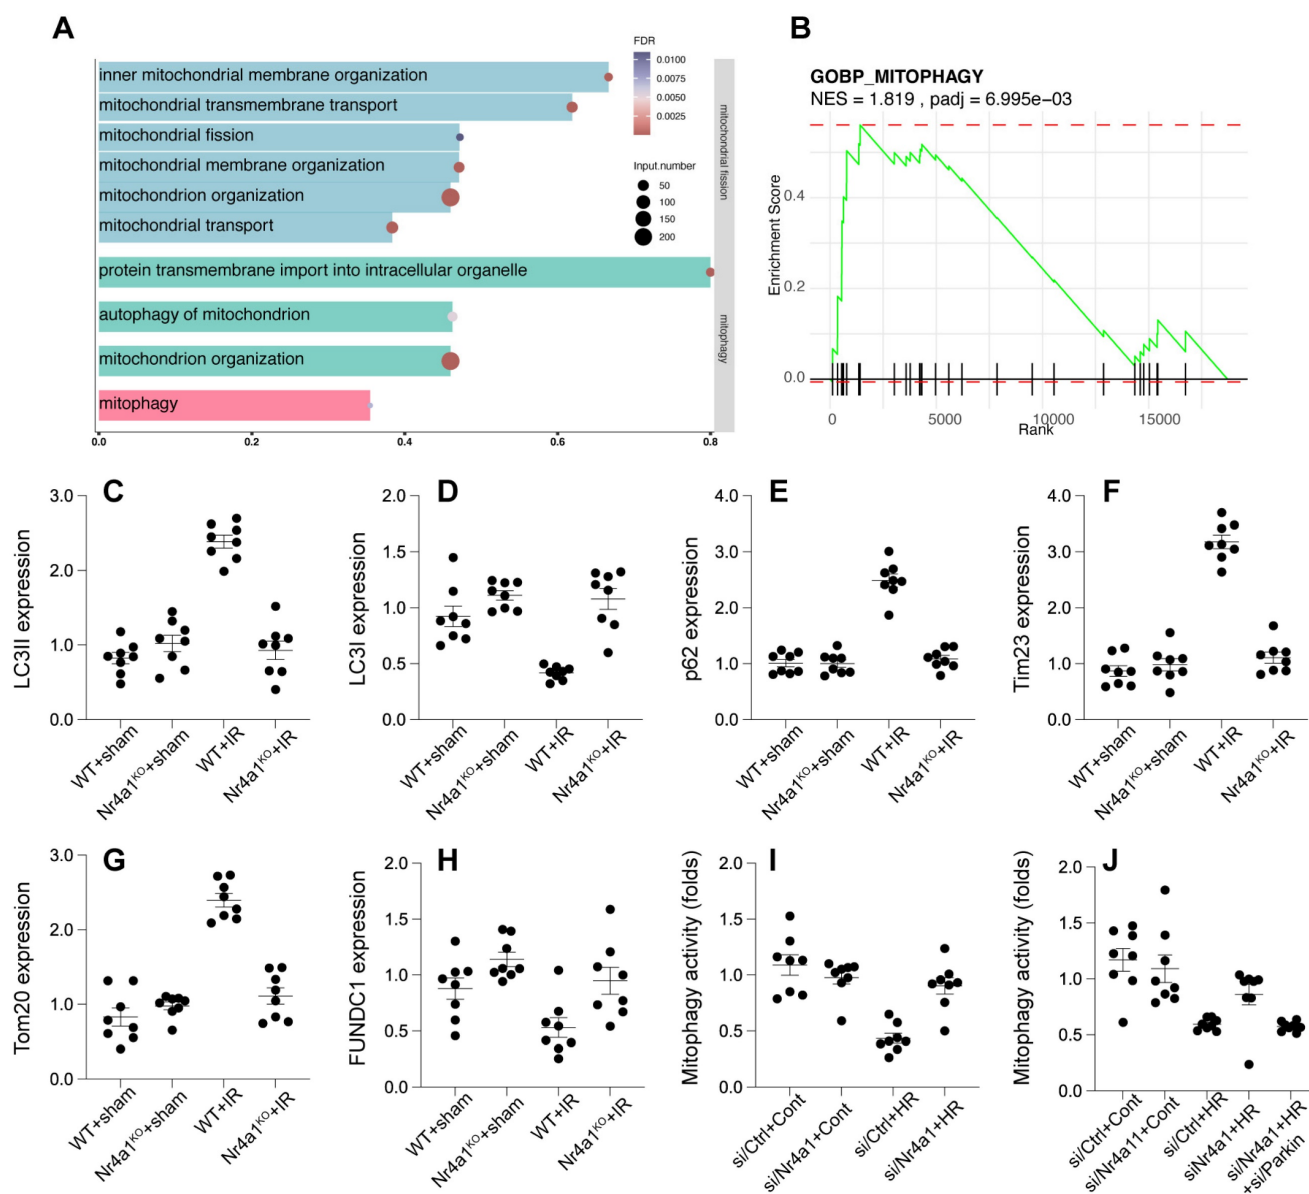 A
inner mitochondrial membrane organization
mitochondrial transmembrane transport
mitochondrial fission
mitochondrial membrane organization
mitochondrion organization
mitochondrial transport
protein transmembrane import into intracellular organelle
autophagy of mitochondrion
mitochondrion organization
mitophagy
0.0 0.2 0.4 0.6 0.8
mitochondrial fission
mitophagy
FDR
0.0100
0.0075
0.0050
0.0025
Input.number
50
100
150
200
B
GOBP_MITOPHAGY
NES = 1.819 , padj = 6.995e−03
Enrichment Score
0.4
0.2
0.0
0 5000 10000 15000
Rank
C
LC3II expression
3.0
2.0
1.0
0.0
WT+sham
Nr4a1KO+sham
WT+IR
Nr4a1KO+IR
D
LC3I expression
2.0
1.5
1.0
0.5
0.0
WT+sham
Nr4a1KO+sham
WT+IR
Nr4a1KO+IR
E
p62 expression
4.0
3.0
2.0
1.0
0.0
WT+sham
Nr4a1KO+sham
WT+IR
Nr4a1KO+IR
F
Tim23 expression
4.0
3.0
2.0
1.0
0.0
WT+sham
Nr4a1KO+sham
WT+IR
Nr4a1KO+IR
G
Tom20 expression
3.0
2.0
1.0
0.0
WT+sham
Nr4a1KO+sham
WT+IR
Nr4a1KO+IR
H
FUNDC1 expression
2.0
1.5
1.0
0.5
0.0
WT+sham
Nr4a1KO+sham
WT+IR
Nr4a1KO+IR
I
Mitophagy activity (folds)
2.0
1.5
1.0
0.5
0.0
si/Ctrl+Cont
si/Nr4a1+Cont
si/Ctrl+HR
si/Nr4a1+HR
J
Mitophagy activity (folds)
2.0
1.5
1.0
0.5
0.0
si/Ctrl+Cont
si/Nr4a11+Cont
si/Ctrl+HR
siNr4a1+HR
si/Nr4a1+HR
+si/Parkin